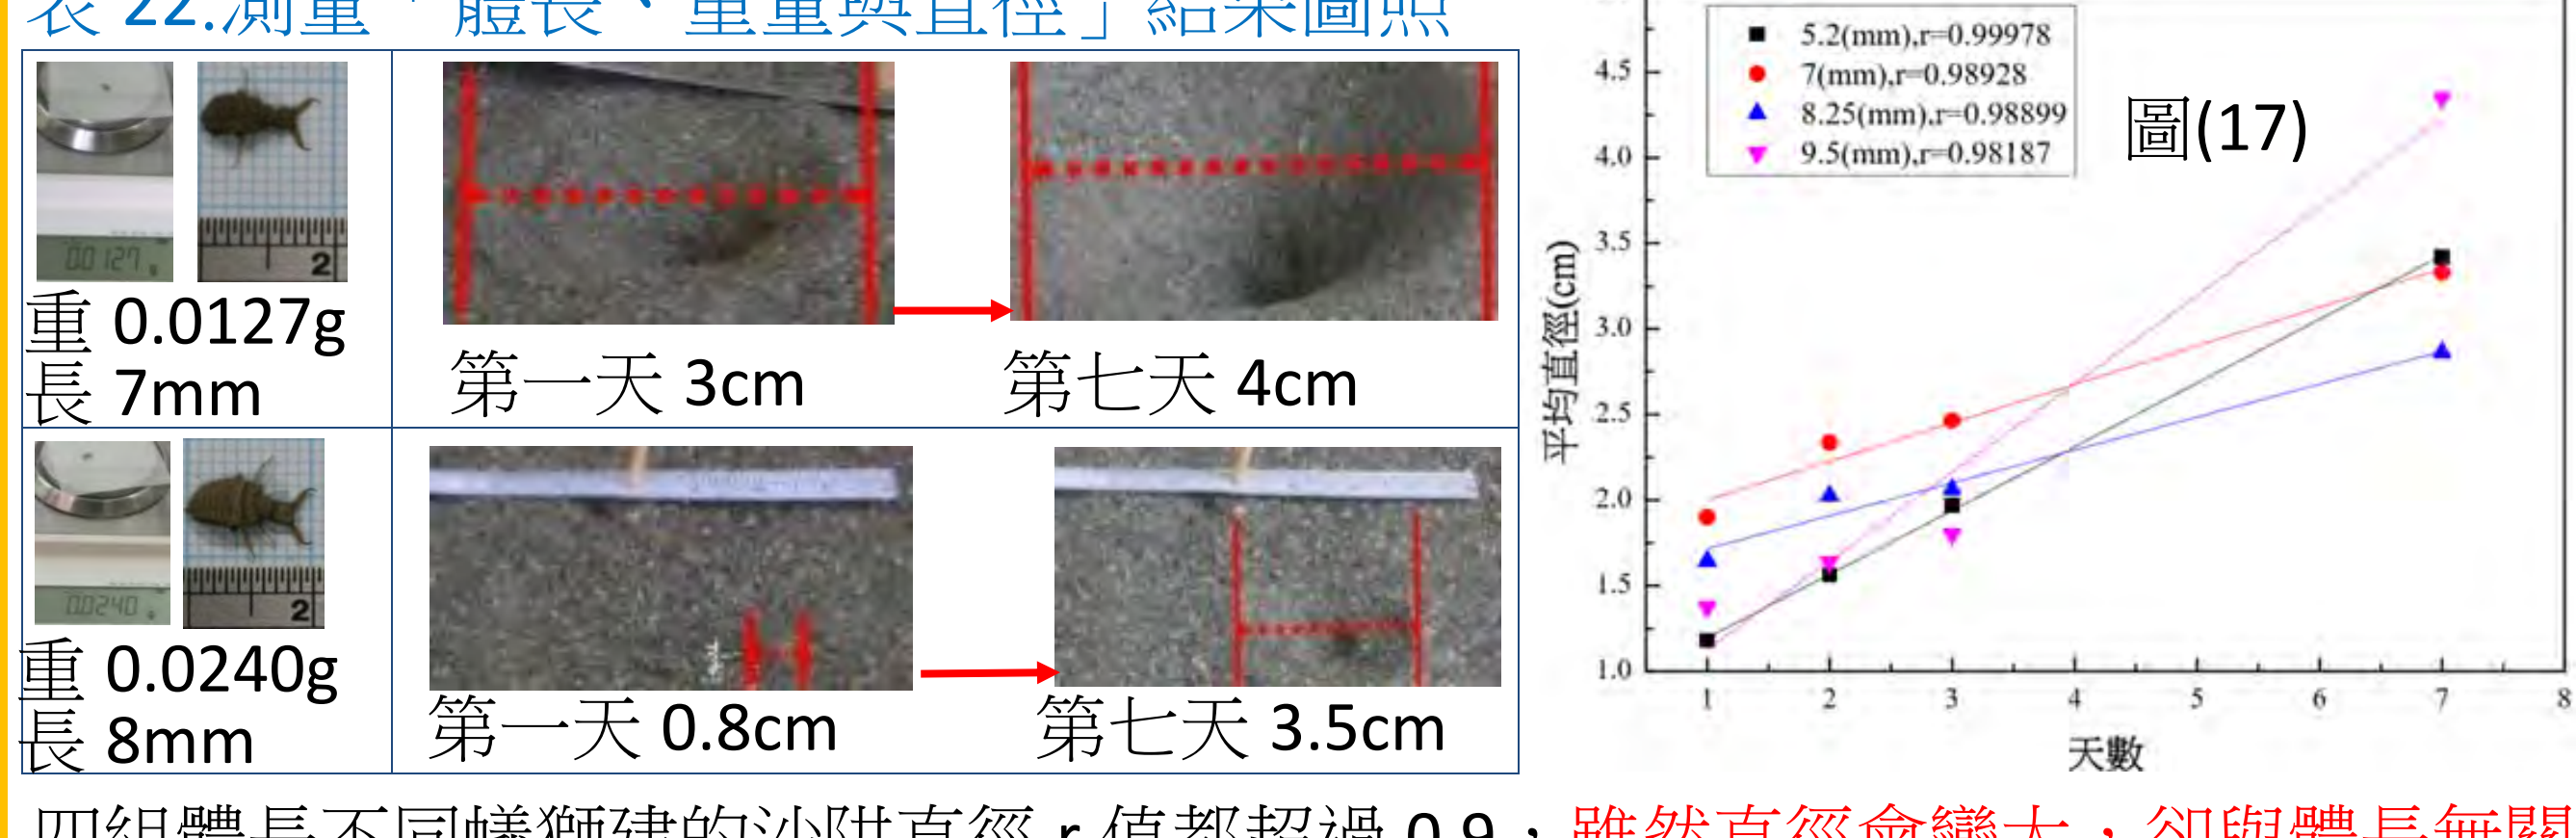 表 22.測量「體長、重量與直徑」結果圖照
0.0127g
2
重 0.0127g
長 7mm
第一天 3cm
第七天 4cm
0.0240g
2
重 0.0240g
長 8mm
第一天 0.8cm
第七天 3.5cm
5.2(mm),r=0.99978
7(mm),r=0.98928
8.25(mm),r=0.98899
9.5(mm),r=0.98187
圖(17)
平均直徑(cm)
4.5
4.0
3.5
3.0
2.5
2.0
1.5
1.0
1 2 3 4 5 6 7 8
天數
四組體長不同蟻獅建的沙阱直徑 r 值都超過 0.9，雖然直徑會變大，卻與體長無關